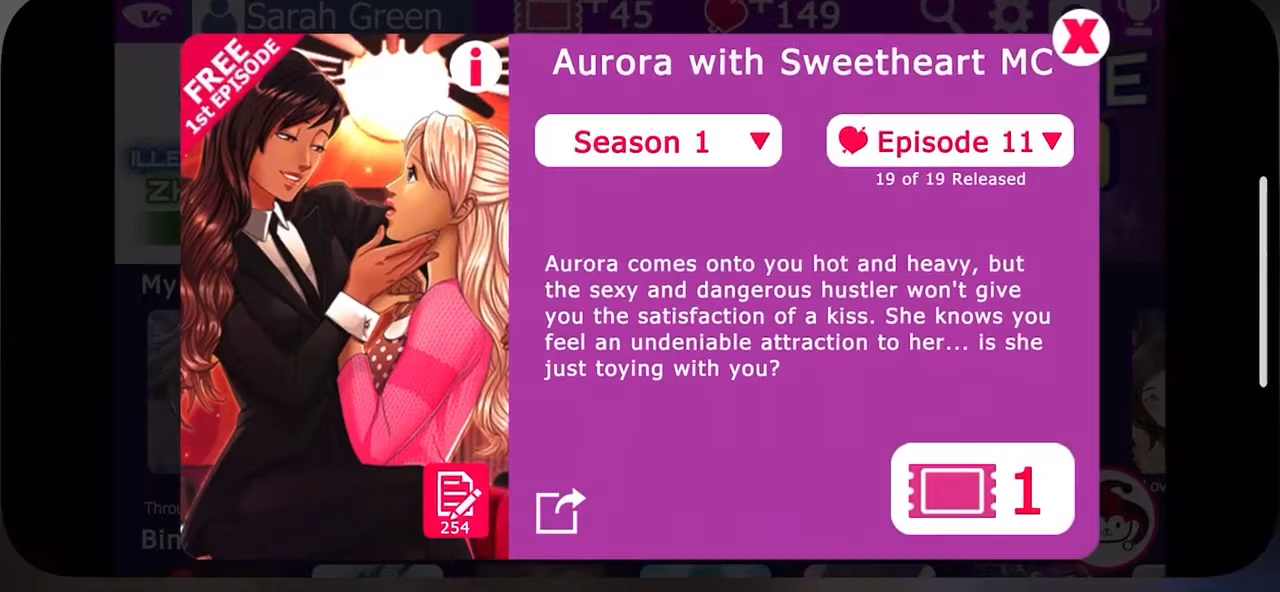 Sarah Green
+45
+149
FREE
1st EPISODE
i
X
Aurora with Sweetheart MC
Season 1
Episode 11
19 of 19 Released
Aurora comes onto you hot and heavy, but
the sexy and dangerous hustler won't give
you the satisfaction of a kiss. She knows you
feel an undeniable attraction to her... is she
just toying with you?
254
1
My